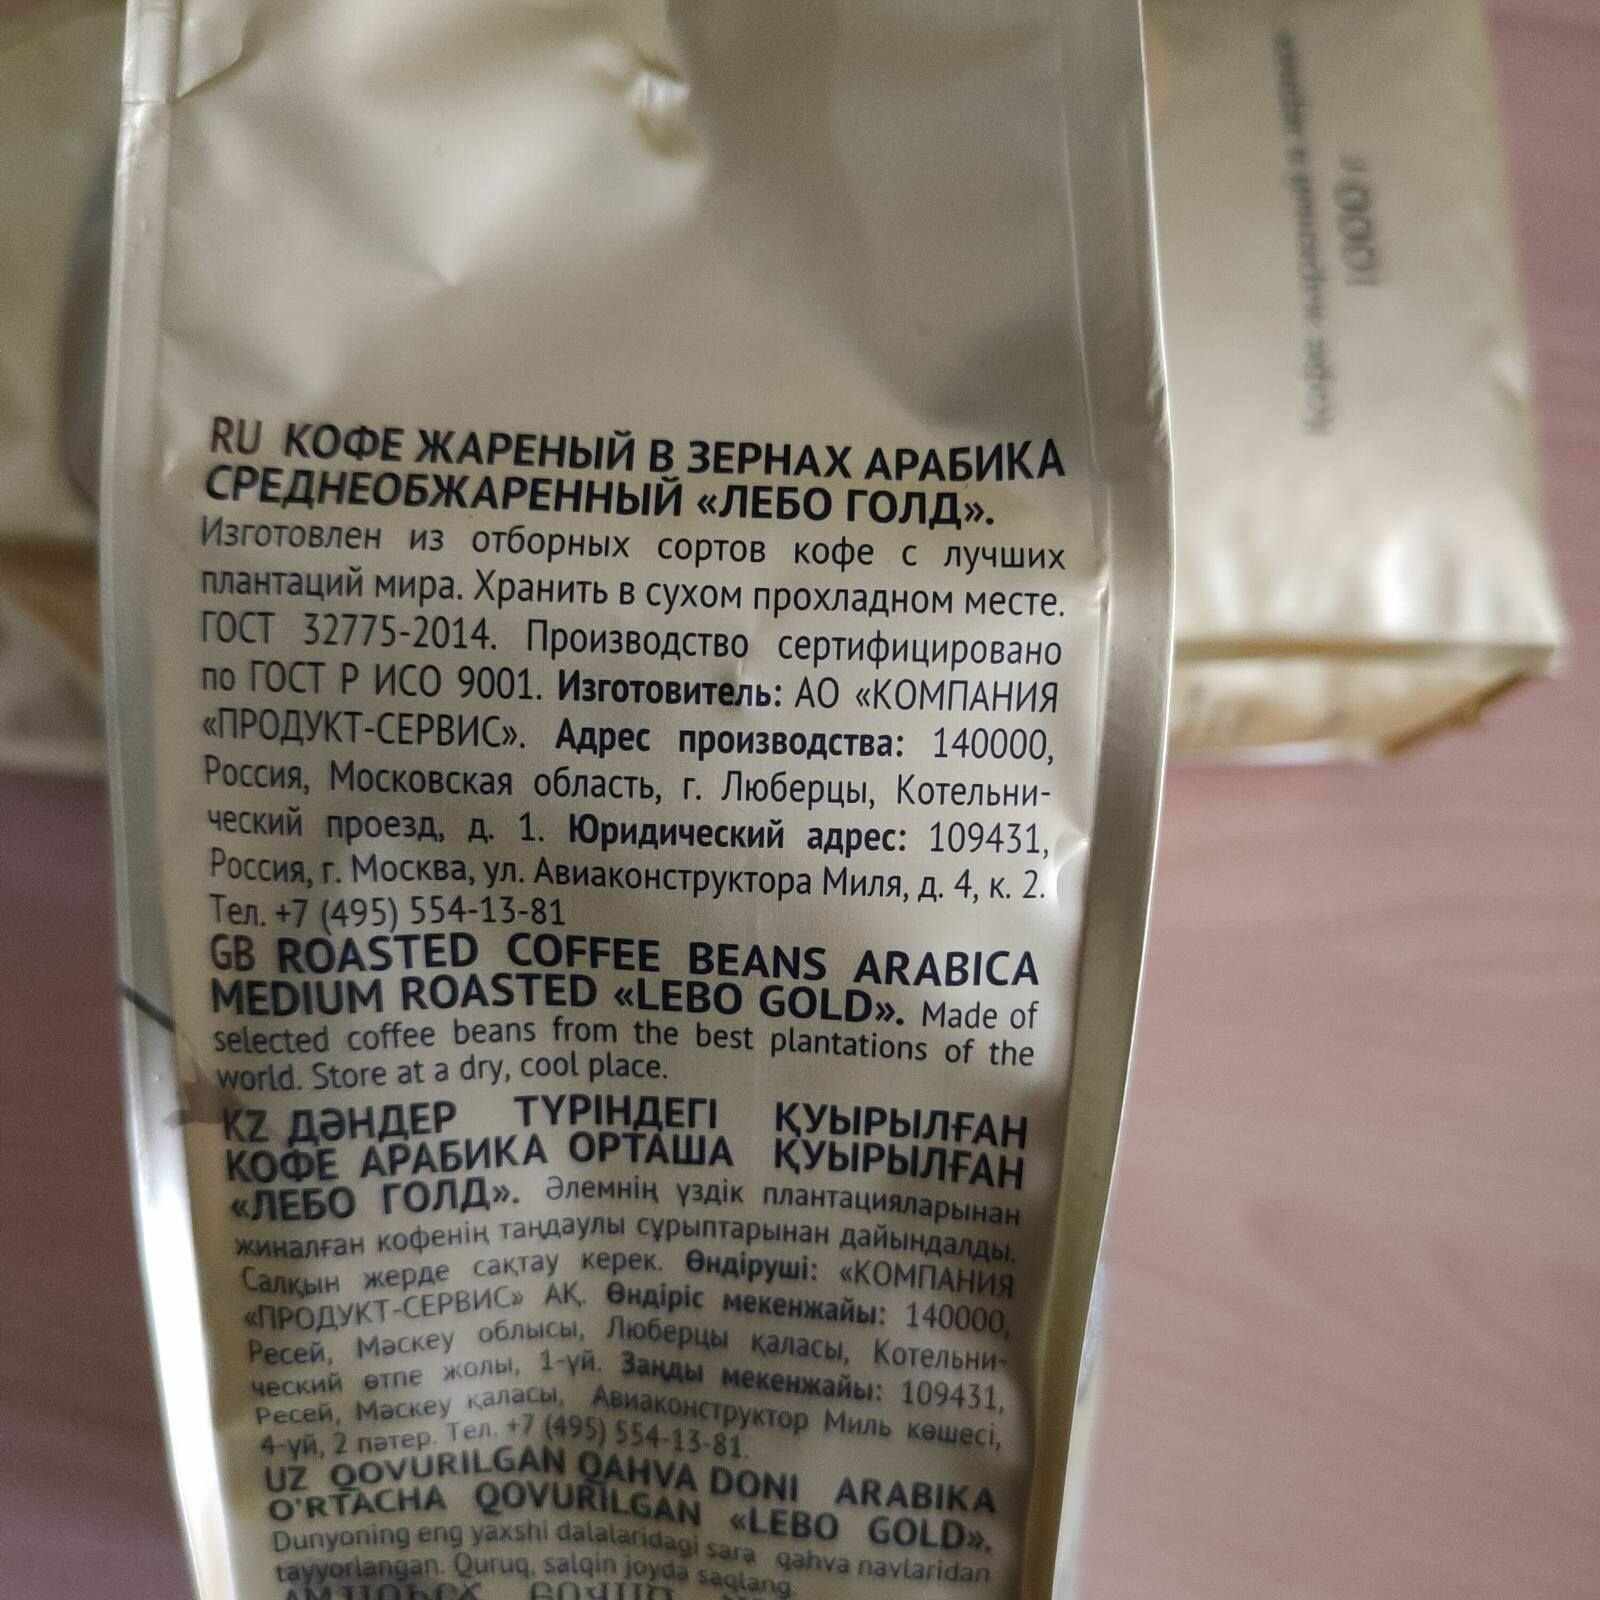 RU КОФЕ ЖАРЕНЫЙ В ЗЕРНАХ АРАБИКА
СРЕДНЕОБЖАРЕННЫЙ «ЛЕБО ГОЛД».
Изготовлен из отборных сортов кофе с лучших
плантаций мира. Хранить в сухом прохладном месте.
ГОСТ 32775-2014. Производство сертифицировано
по ГОСТ Р ИСО 9001. Изготовитель: АО «КОМПАНИЯ
«ПРОДУКТ-СЕРВИС». Адрес производства: 140000,
Россия, Московская область, г. Люберцы, Котельни-
ческий проезд, д. 1. Юридический адрес: 109431,
Россия, г. Москва, ул. Авиаконструктора Миля, д. 4, к. 2.
Тел. +7 (495) 554-13-81
GB ROASTED COFFEE BEANS ARABICA
MEDIUM ROASTED «LEBO GOLD». Made of
selected coffee beans from the best plantations of the
world. Store at a dry, cool place.
KZ ДӘНДЕР ТҮРІНДЕГІ ҚУЫРЫЛҒАН
КОФЕ АРАБИКА ОРТАША ҚУЫРЫЛҒАН
«ЛЕБО ГОЛД». Әлемнің үздік плантацияларынан
жиналған кофенің таңдаулы сұрыптарынан дайындалды.
Салқын жерде сақтау керек. Өндіруші: «КОМПАНИЯ
«ПРОДУКТ-СЕРВИС» АҚ. Өндіріс мекенжайы: 140000,
Ресей, Мәскеу облысы, Люберцы қаласы, Котельни-
ческий өтпе жолы, 1-үй. Заңды мекенжайы: 109431,
Ресей, Мәскеу қаласы, Авиаконструктор Миль көшесі,
4-үй, 2 пәтер. Тел. +7 (495) 554-13-81.
UZ QOVURILGAN QAHVA DONI ARABIKA
O'RTACHA QOVURILGAN «LEBO GOLD».
Dunyoning eng yaxshi dalalaridagi sara qahva navlaridan
tayyorlangan. Quruq, salqin joyda saqlang.
Кофе жареный в зернах
1000 г